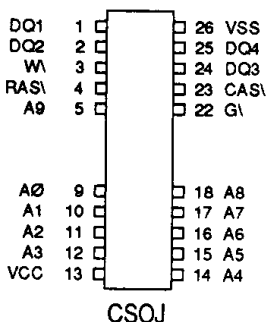 DQ1 1 26 VSS
DQ2 2 25 DQ4
W\ 3 24 DQ3
RAS\ 4 23 CAS\
A9 5 22 G\
AØ 9 18 A8
A1 10 17 A7
A2 11 16 A6
A3 12 15 A5
VCC 13 14 A4
CSOJ